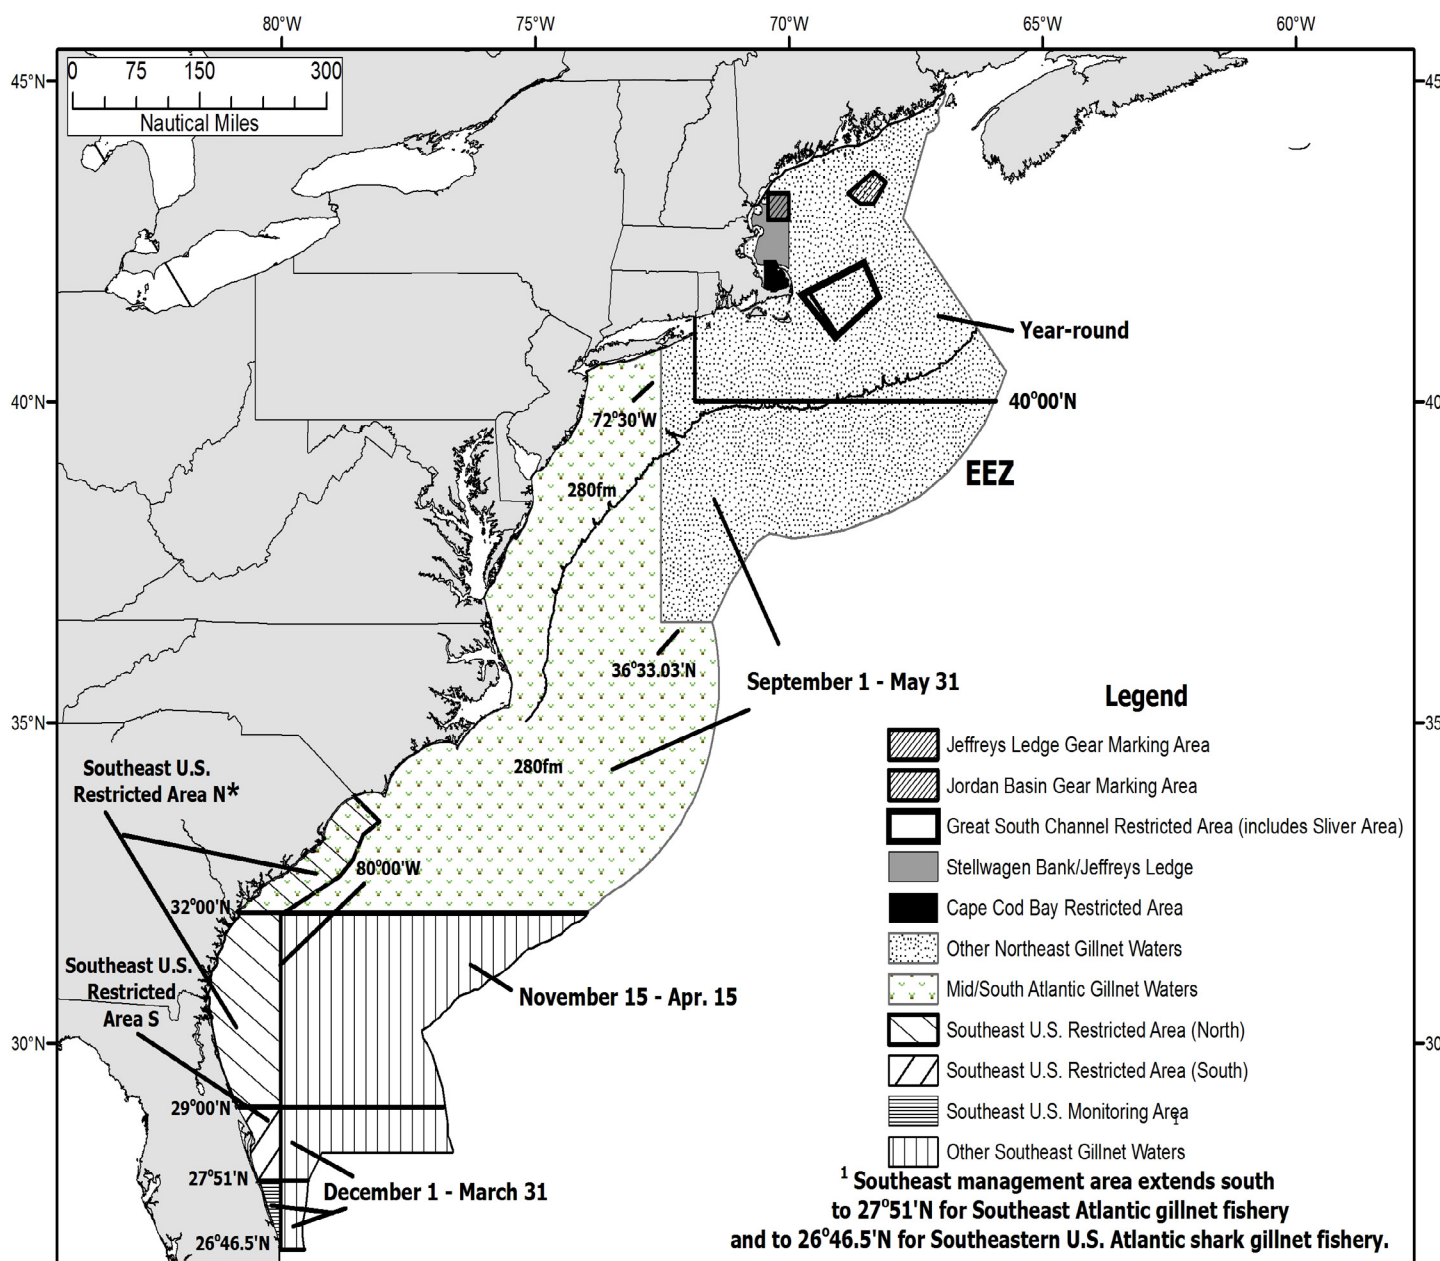 80°W 75°W 70°W 65°W 60°W
45°N 45°
0 75 150 300
Nautical Miles
Year-round
40°N 40°
40°00'N
72°30'W
EEZ
280fm
36°33.03'N
September 1 - May 31
35°N 35°
280fm
Southeast U.S.
Restricted Area N*
80°00'W
32°00'N
Southeast U.S.
Restricted
Area S
November 15 - Apr. 15
30°N 30°
29°00'N
27°51'N
December 1 - March 31
26°46.5'N
Legend
Jeffreys Ledge Gear Marking Area
Jordan Basin Gear Marking Area
Great South Channel Restricted Area (includes Sliver Area)
Stellwagen Bank/Jeffreys Ledge
Cape Cod Bay Restricted Area
Other Northeast Gillnet Waters
Mid/South Atlantic Gillnet Waters
Southeast U.S. Restricted Area (North)
Southeast U.S. Restricted Area (South)
Southeast U.S. Monitoring Area
1
Other Southeast Gillnet Waters
1 Southeast management area extends south
to 27°51'N for Southeast Atlantic gillnet fishery
and to 26°46.5'N for Southeastern U.S. Atlantic shark gillnet fishery.